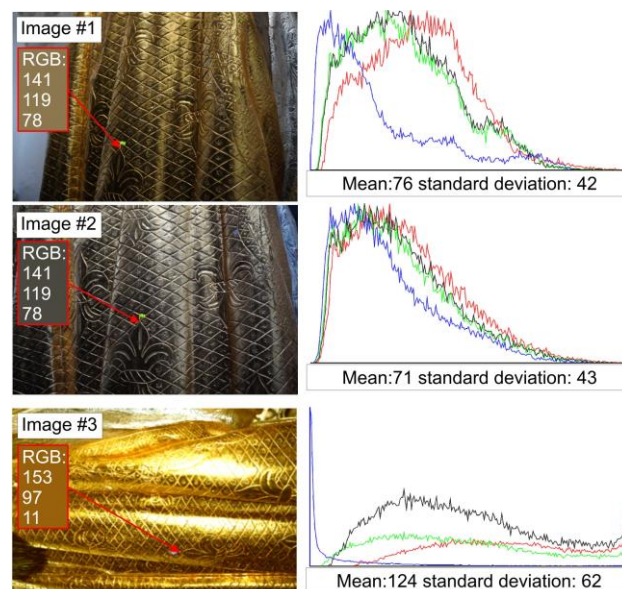 Image #1
RGB:
141
119
78
Mean:76 standard deviation: 42
Image #2
RGB:
141
119
78
Mean:71 standard deviation: 43
Image #3
RGB:
153
97
11
Mean:124 standard deviation: 62